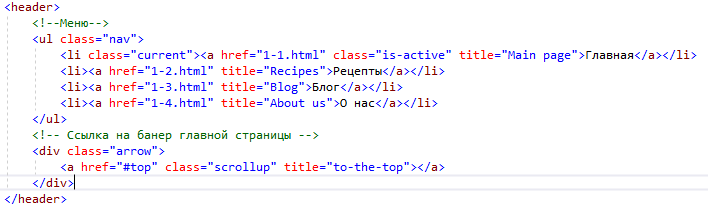 <header>
<!--Меню-->
<ul class="nav">
<li class="current"><a href="1-1.html" class="is-active" title="Main page">Главная</a></li>
<li><a href="1-2.html" title="Recipes">Рецепты</a></li>
<li><a href="1-3.html" title="Blog">Блог</a></li>
<li><a href="1-4.html" title="About us">О нас</a></li>
</ul>
<!-- Ссылка на банер главной страницы -->
<div class="arrow">
<a href="#top" class="scrollup" title="to-the-top"></a>
</div>
</header>